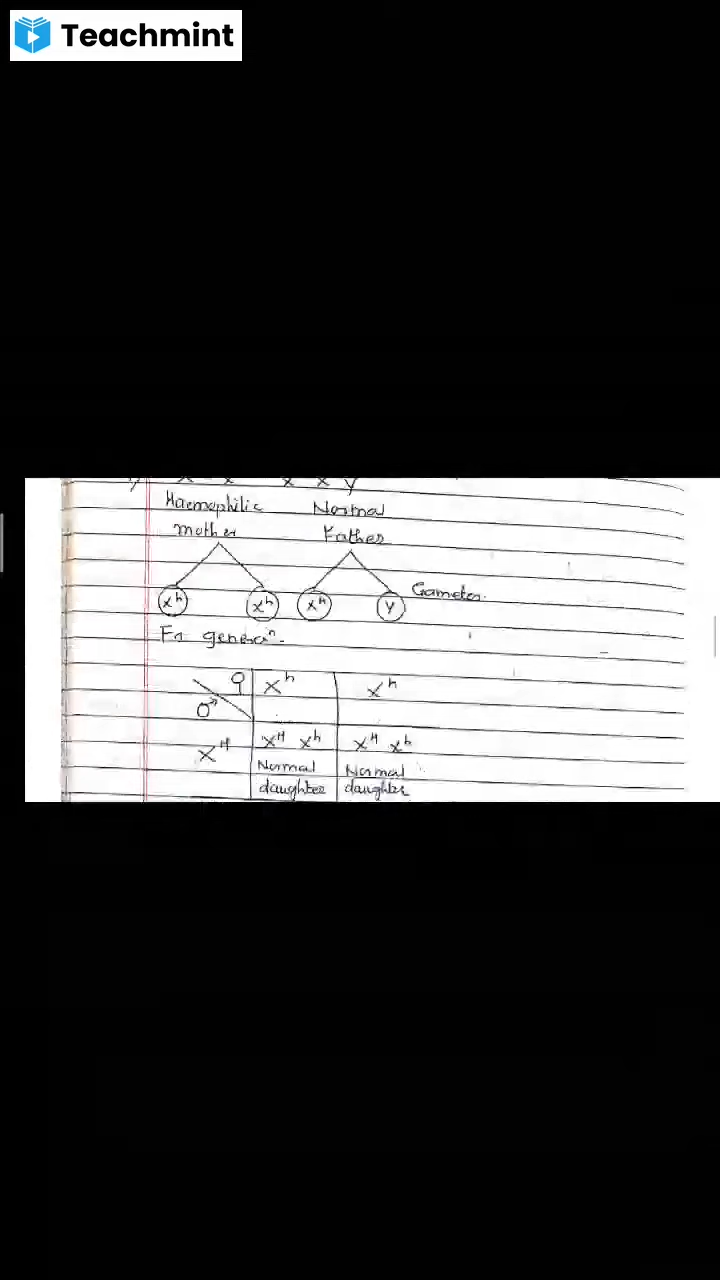 Teachmint
Haemophilic Normal
mother Father
Xh Xh Xh Y Gametes.
F1 generan.
♀ Xh Xh
♂
XH XH Xh XH Xh
Normal Normal
daughter daughter